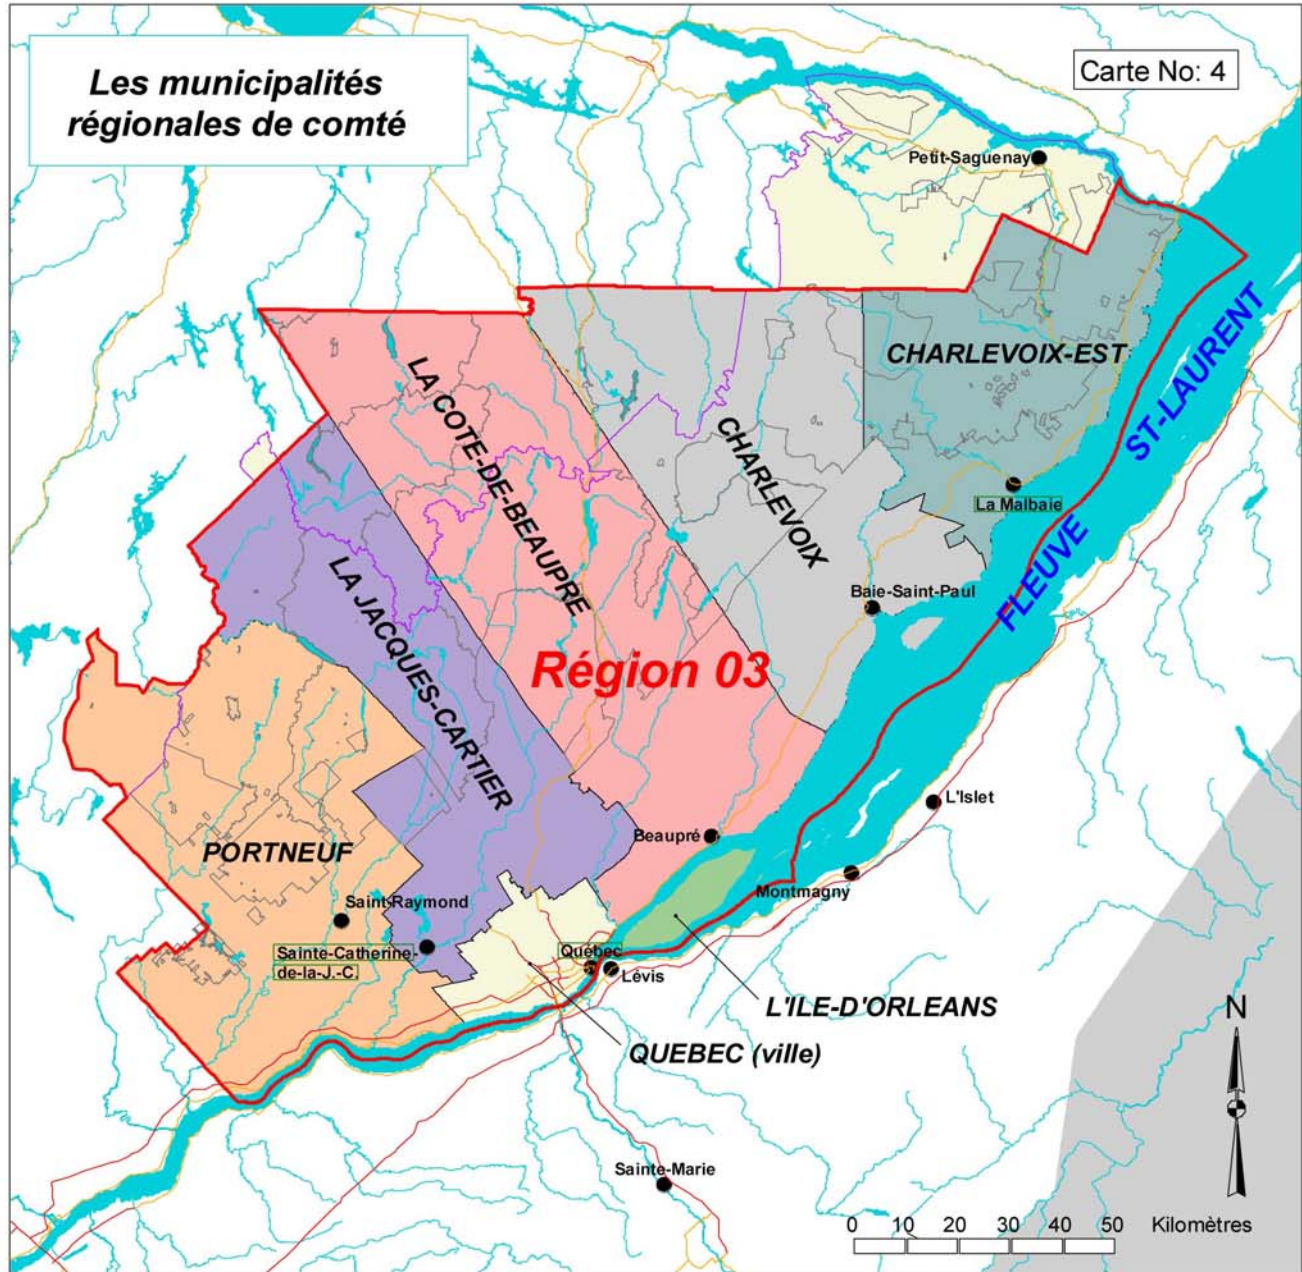 Les municipalités
régionales de comté
Carte No: 4
Petit-Saguenay
CHARLEVOIX-EST
ST-LAURENT
LA COTE-DE-BEAUPRE
CHARLEVOIX
La Malbaie
FLEUVE
LA JACQUES-CARTIER
Baie-Saint-Paul
Région 03
L'Islet
Beaupré
PORTNEUF
Montmagny
Saint-Raymond
Sainte-Catherine-
de-la-J.-C.
Québec
Lévis
L'ILE-D'ORLEANS
QUEBEC (ville)
N
Sainte-Marie
0 10 20 30 40 50 Kilomètres